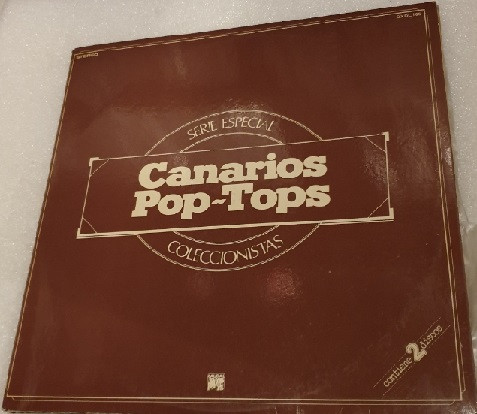 SERIE ESPECIAL
Canarios
Pop-Tops
COLECCIONISTAS
contiene 2 discos